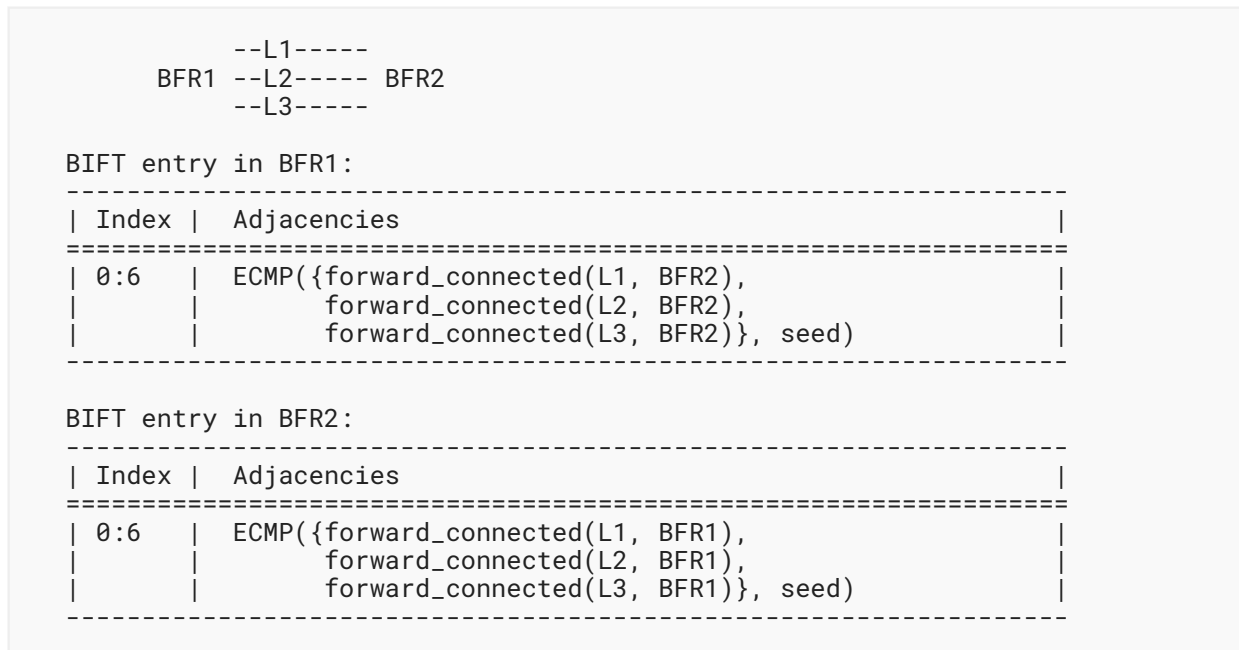 --L1-----
      BFR1 --L2----- BFR2
           --L3-----
BIFT entry in BFR1:
------------------------------------------------------------------
| Index |  Adjacencies                                           |
==================================================================
| 0:6   |  ECMP({forward_connected(L1, BFR2),                    |
|       |        forward_connected(L2, BFR2),                    |
|       |        forward_connected(L3, BFR2)}, seed)             |
------------------------------------------------------------------
BIFT entry in BFR2:
------------------------------------------------------------------
| Index |  Adjacencies                                           |
==================================================================
| 0:6   |  ECMP({forward_connected(L1, BFR1),                    |
|       |        forward_connected(L2, BFR1),                    |
|       |        forward_connected(L3, BFR1)}, seed)             |
------------------------------------------------------------------